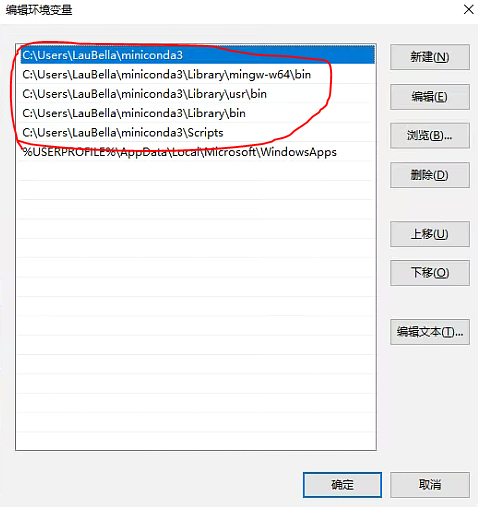 编辑环境变量
C:\Users\LauBella\miniconda3
C:\Users\LauBella\miniconda3\Library\mingw-w64\bin
C:\Users\LauBella\miniconda3\Library\usr\bin
C:\Users\LauBella\miniconda3\Library\bin
C:\Users\LauBella\miniconda3\Scripts
%USERPROFILE%\AppData\Local\Microsoft\WindowsApps
新建(N)
编辑(E)
浏览(B)...
删除(D)
上移(U)
下移(O)
编辑文本(T)...
确定
取消